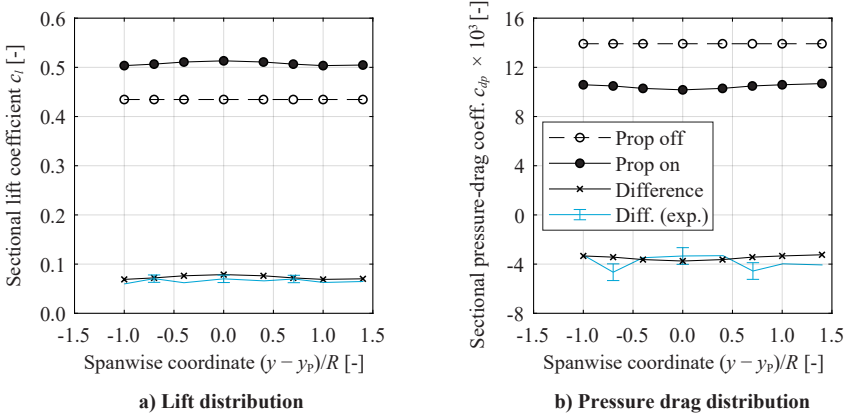 Sectional lift coefficient c_l [-]
0.6
0.5
0.4
0.3
0.2
0.1
0.0
-1.5 -1.0 -0.5 0.0 0.5 1.0 1.5
Spanwise coordinate (y − y_P)/R [-]
a) Lift distribution
Sectional pressure-drag coeff. c_dp × 10³ [-]
16
12
8
4
0
-4
-8
Prop off
Prop on
Difference
Diff. (exp.)
-1.5 -1.0 -0.5 0.0 0.5 1.0 1.5
Spanwise coordinate (y − y_P)/R [-]
b) Pressure drag distribution